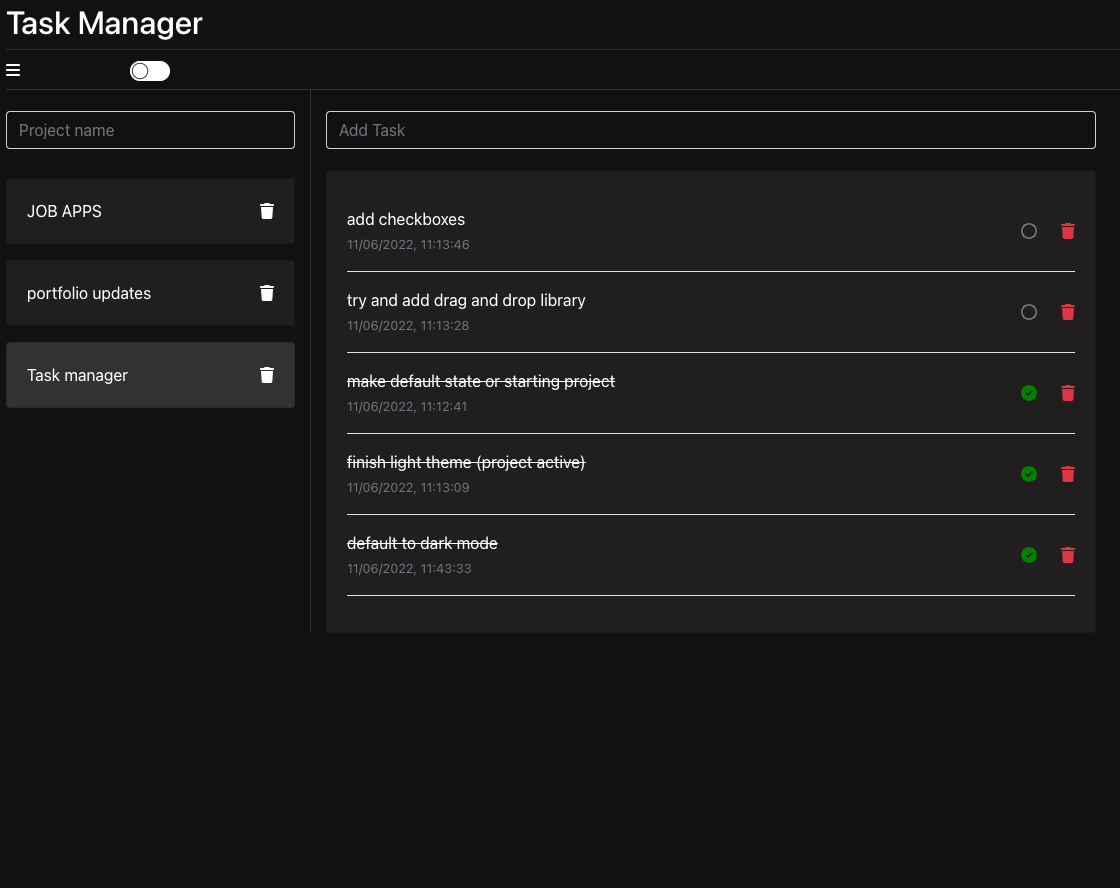 Task Manager
Project name
Add Task
JOB APPS
portfolio updates
Task manager
add checkboxes
11/06/2022, 11:13:46
try and add drag and drop library
11/06/2022, 11:13:28
make default state or starting project
11/06/2022, 11:12:41
finish light theme (project active)
11/06/2022, 11:13:09
default to dark mode
11/06/2022, 11:43:33